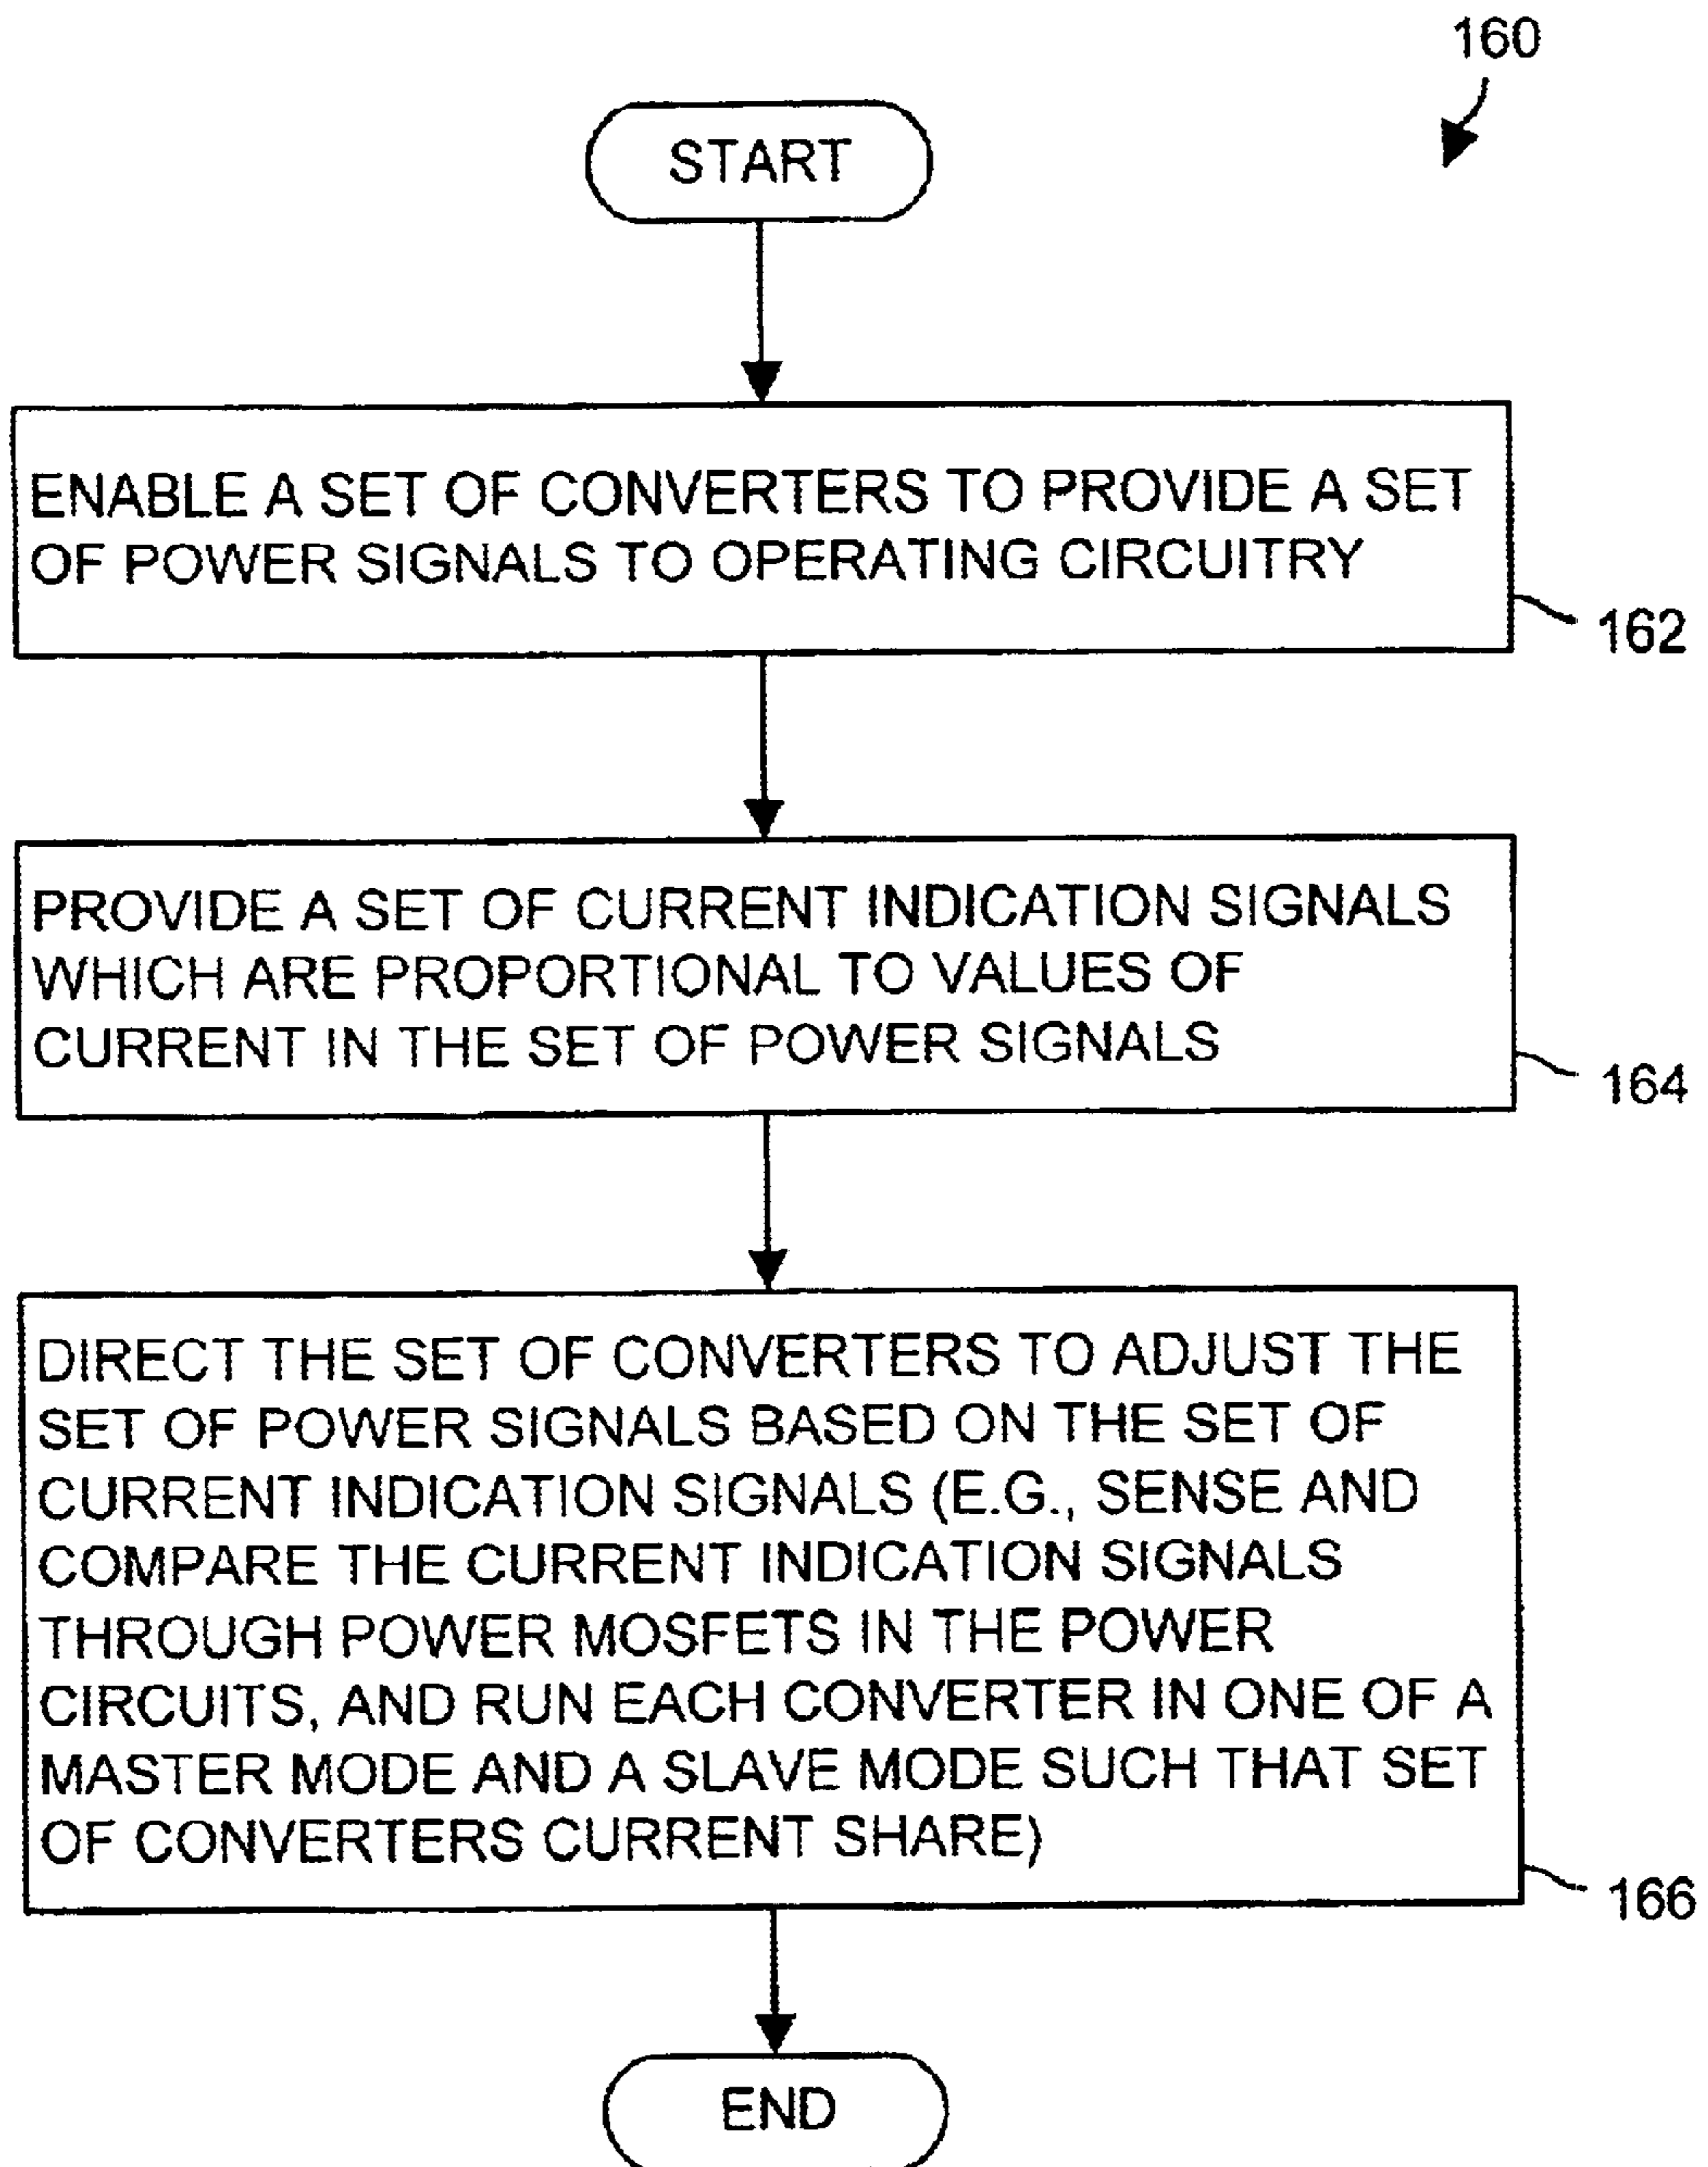 160
START
ENABLE A SET OF CONVERTERS TO PROVIDE A SET
OF POWER SIGNALS TO OPERATING CIRCUITRY
162
PROVIDE A SET OF CURRENT INDICATION SIGNALS
WHICH ARE PROPORTIONAL TO VALUES OF
CURRENT IN THE SET OF POWER SIGNALS
164
DIRECT THE SET OF CONVERTERS TO ADJUST THE
SET OF POWER SIGNALS BASED ON THE SET OF
CURRENT INDICATION SIGNALS (E.G., SENSE AND
COMPARE THE CURRENT INDICATION SIGNALS
THROUGH POWER MOSFETS IN THE POWER
CIRCUITS, AND RUN EACH CONVERTER IN ONE OF A
MASTER MODE AND A SLAVE MODE SUCH THAT SET
OF CONVERTERS CURRENT SHARE)
166
END